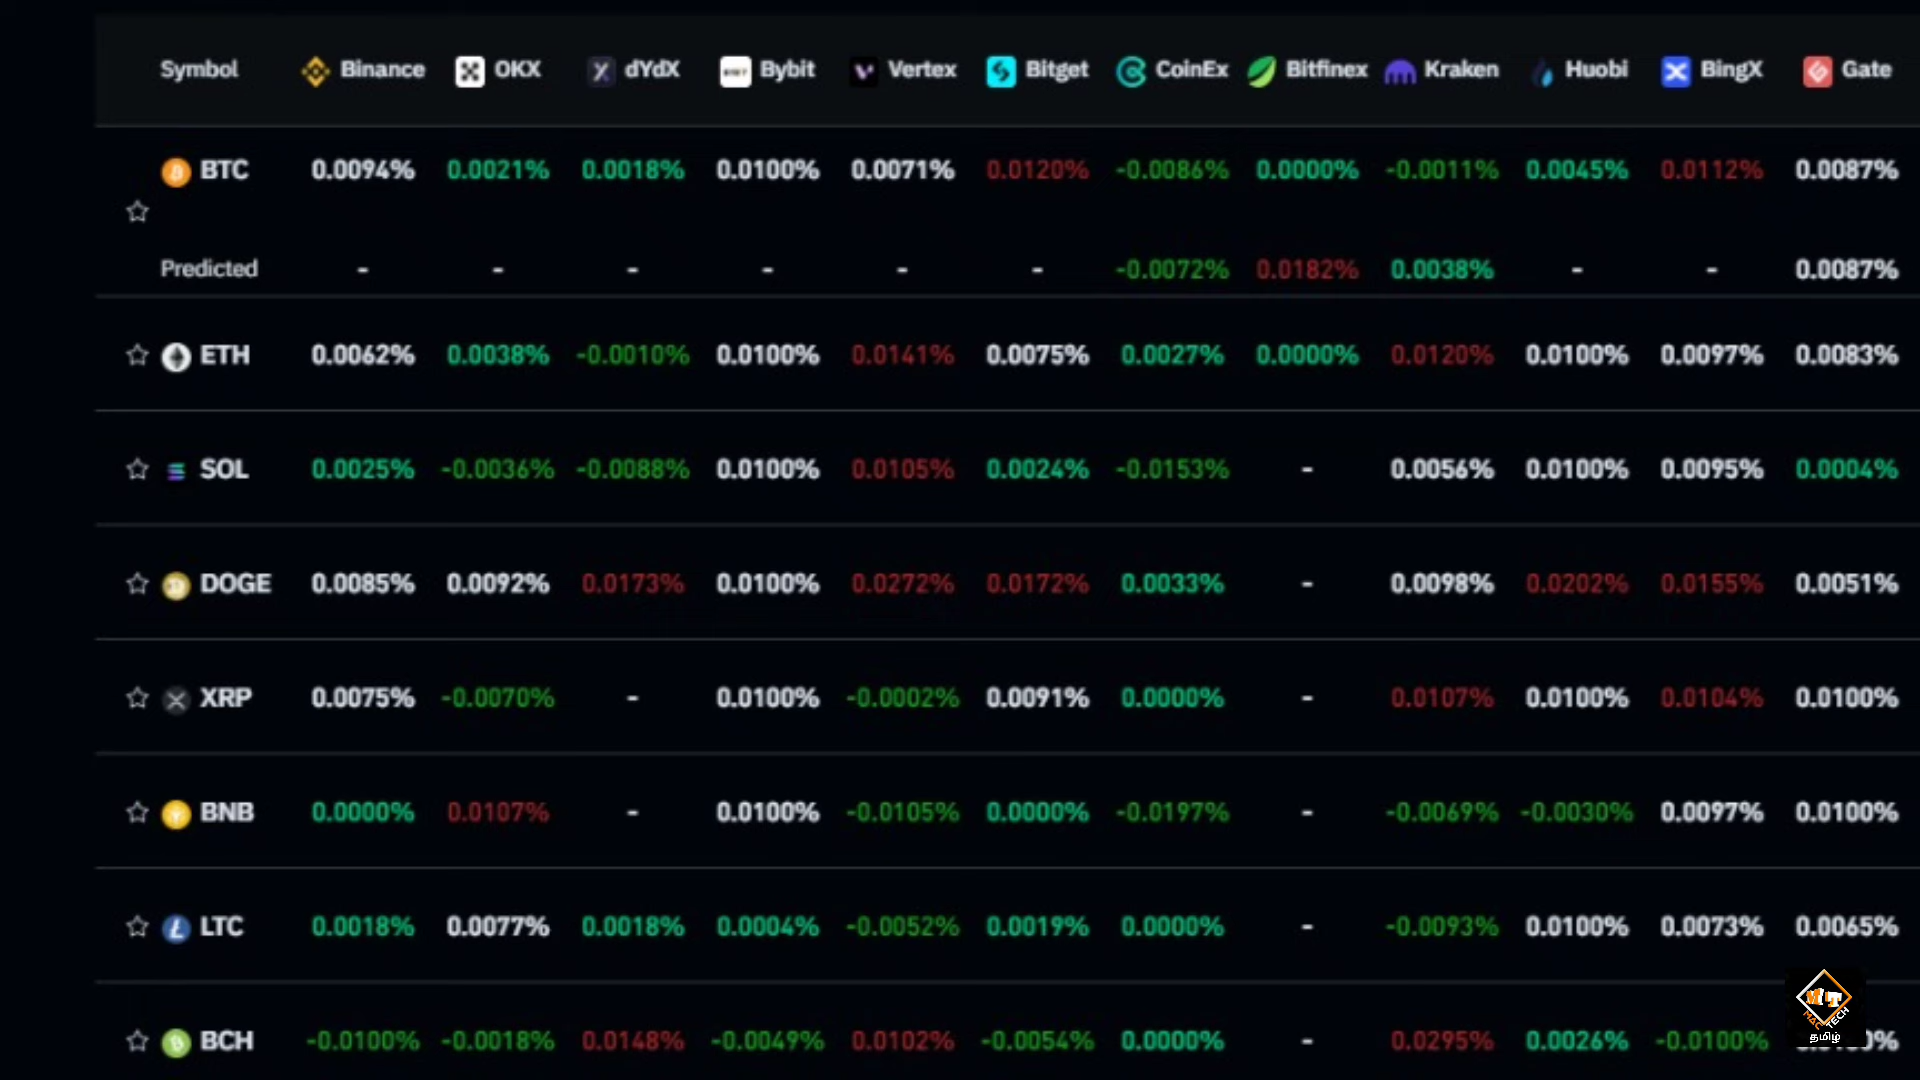 Symbol Binance OKX dYdX Bybit Vertex Bitget CoinEx Bitfinex Kraken Huobi BingX Gate
BTC 0.0094% 0.0021% 0.0018% 0.0100% 0.0071% 0.0120% -0.0086% 0.0000% -0.0011% 0.0045% 0.0112% 0.0087%
Predicted - - - - - - -0.0072% 0.0182% 0.0038% - - 0.0087%
ETH 0.0062% 0.0038% -0.0010% 0.0100% 0.0141% 0.0075% 0.0027% 0.0000% 0.0120% 0.0100% 0.0097% 0.0083%
SOL 0.0025% -0.0036% -0.0088% 0.0100% 0.0105% 0.0024% -0.0153% - 0.0056% 0.0100% 0.0095% 0.0004%
DOGE 0.0085% 0.0092% 0.0173% 0.0100% 0.0272% 0.0172% 0.0033% - 0.0098% 0.0202% 0.0155% 0.0051%
XRP 0.0075% -0.0070% - 0.0100% -0.0002% 0.0091% 0.0000% - 0.0107% 0.0100% 0.0104% 0.0100%
BNB 0.0000% 0.0107% - 0.0100% -0.0105% 0.0000% -0.0197% - -0.0069% -0.0030% 0.0097% 0.0100%
LTC 0.0018% 0.0077% 0.0018% 0.0004% -0.0052% 0.0019% 0.0000% - -0.0093% 0.0100% 0.0073% 0.0065%
BCH -0.0100% -0.0018% 0.0148% -0.0049% 0.0102% -0.0054% 0.0000% - 0.0295% 0.0026% -0.0100%
MT
MAC TECH
தமிழ்